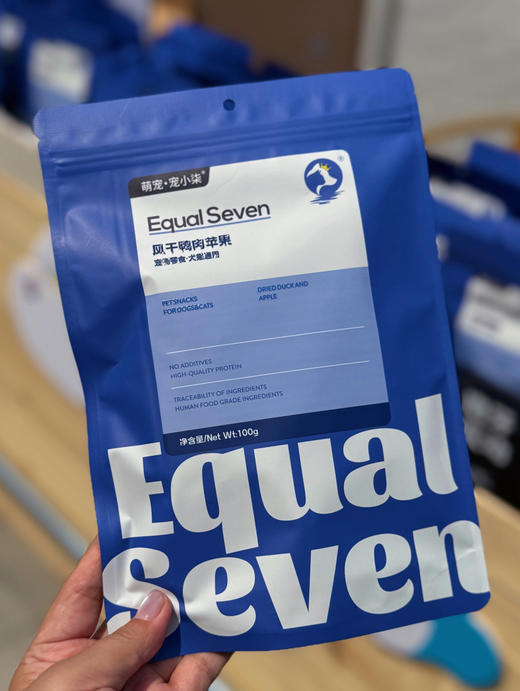 萌宠·宠小柒®
®
Equal Seven
风干鸭肉苹果
宠物零食·犬猫通用
PET SNACKS
FOR DOGS&CATS
DRIED DUCK AND
APPLE
NO ADDITIVES
HIGH-QUALITY PROTEIN
TRACEABILITY OF INGREDIENTS
HUMAN FOOD GRADE INGREDIENTS
净含量/Net Wt:100g
Equal
Seven